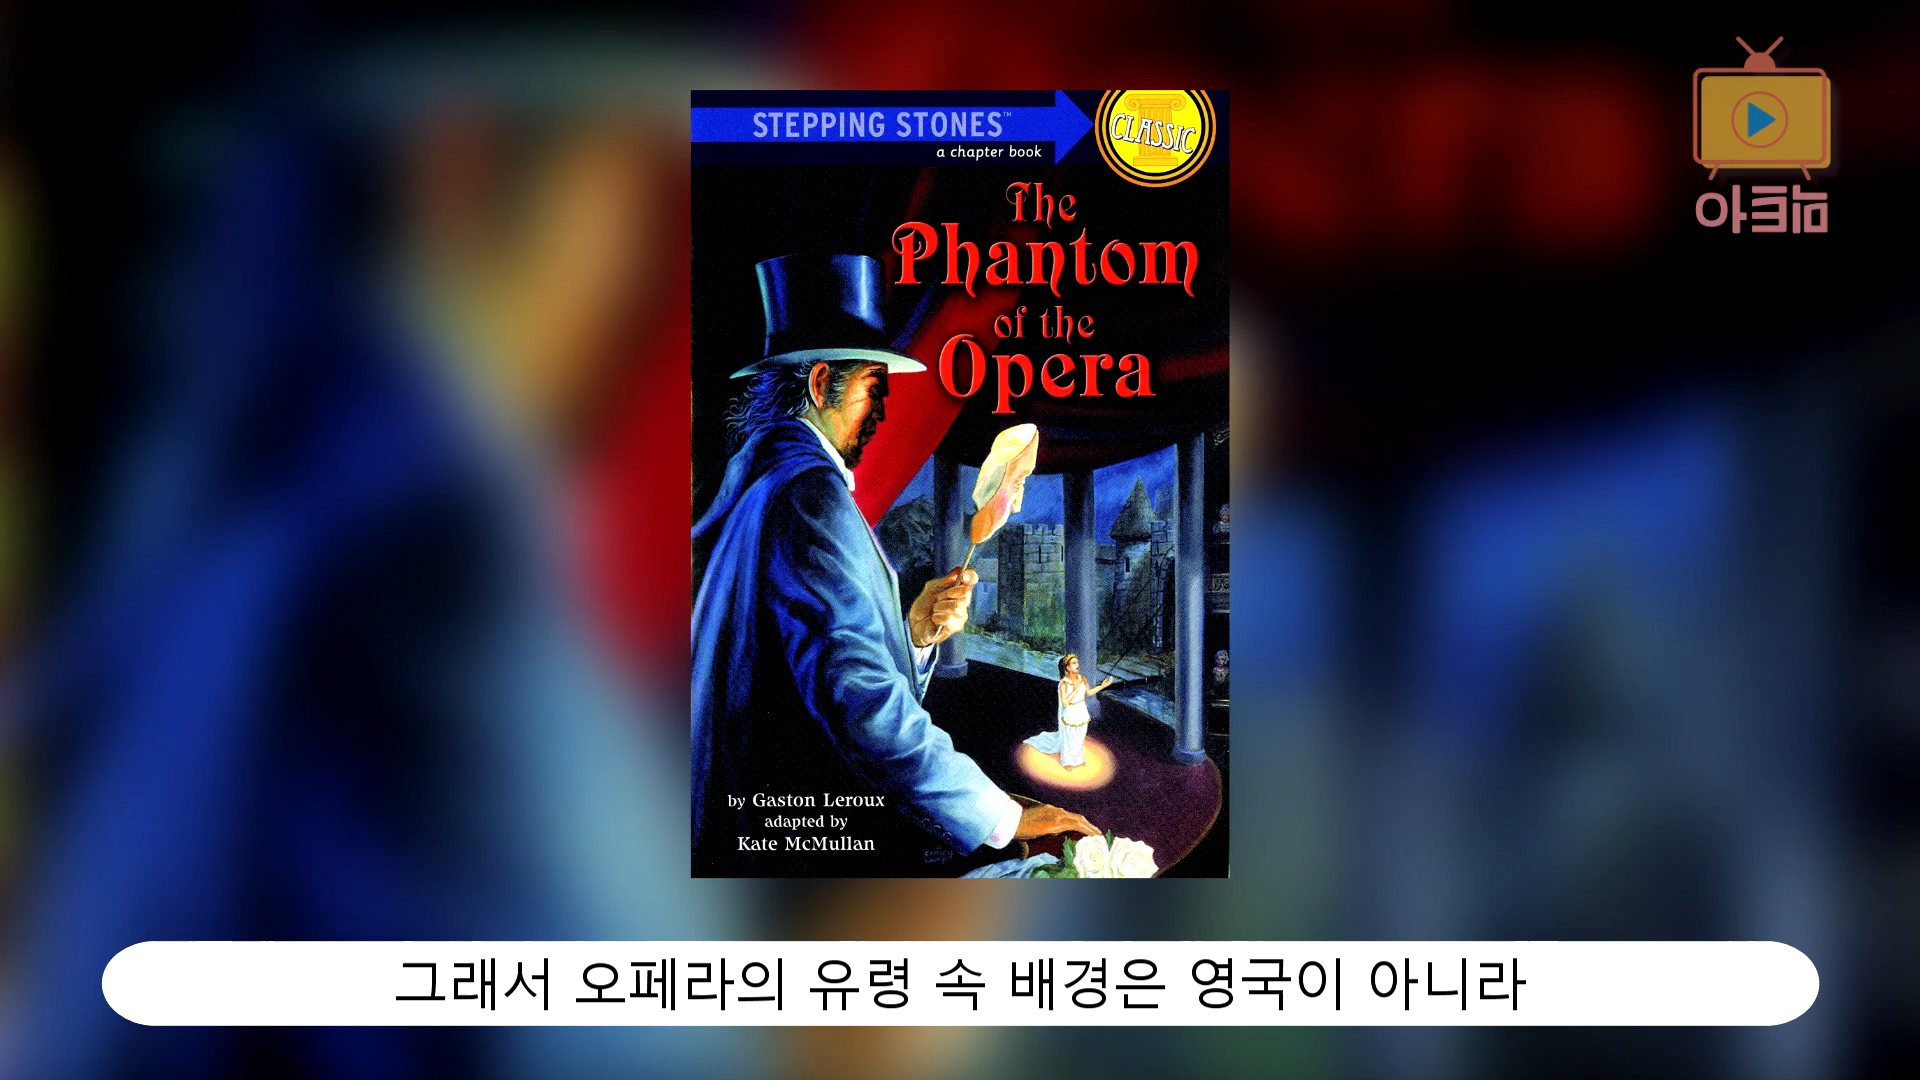 STEPPING STONES™
a chapter book
CLASSIC
아크놉
The
Phantom
of the
Opera
by Gaston Leroux
adapted by
Kate McMullan
그래서 오페라의 유령 속 배경은 영국이 아니라